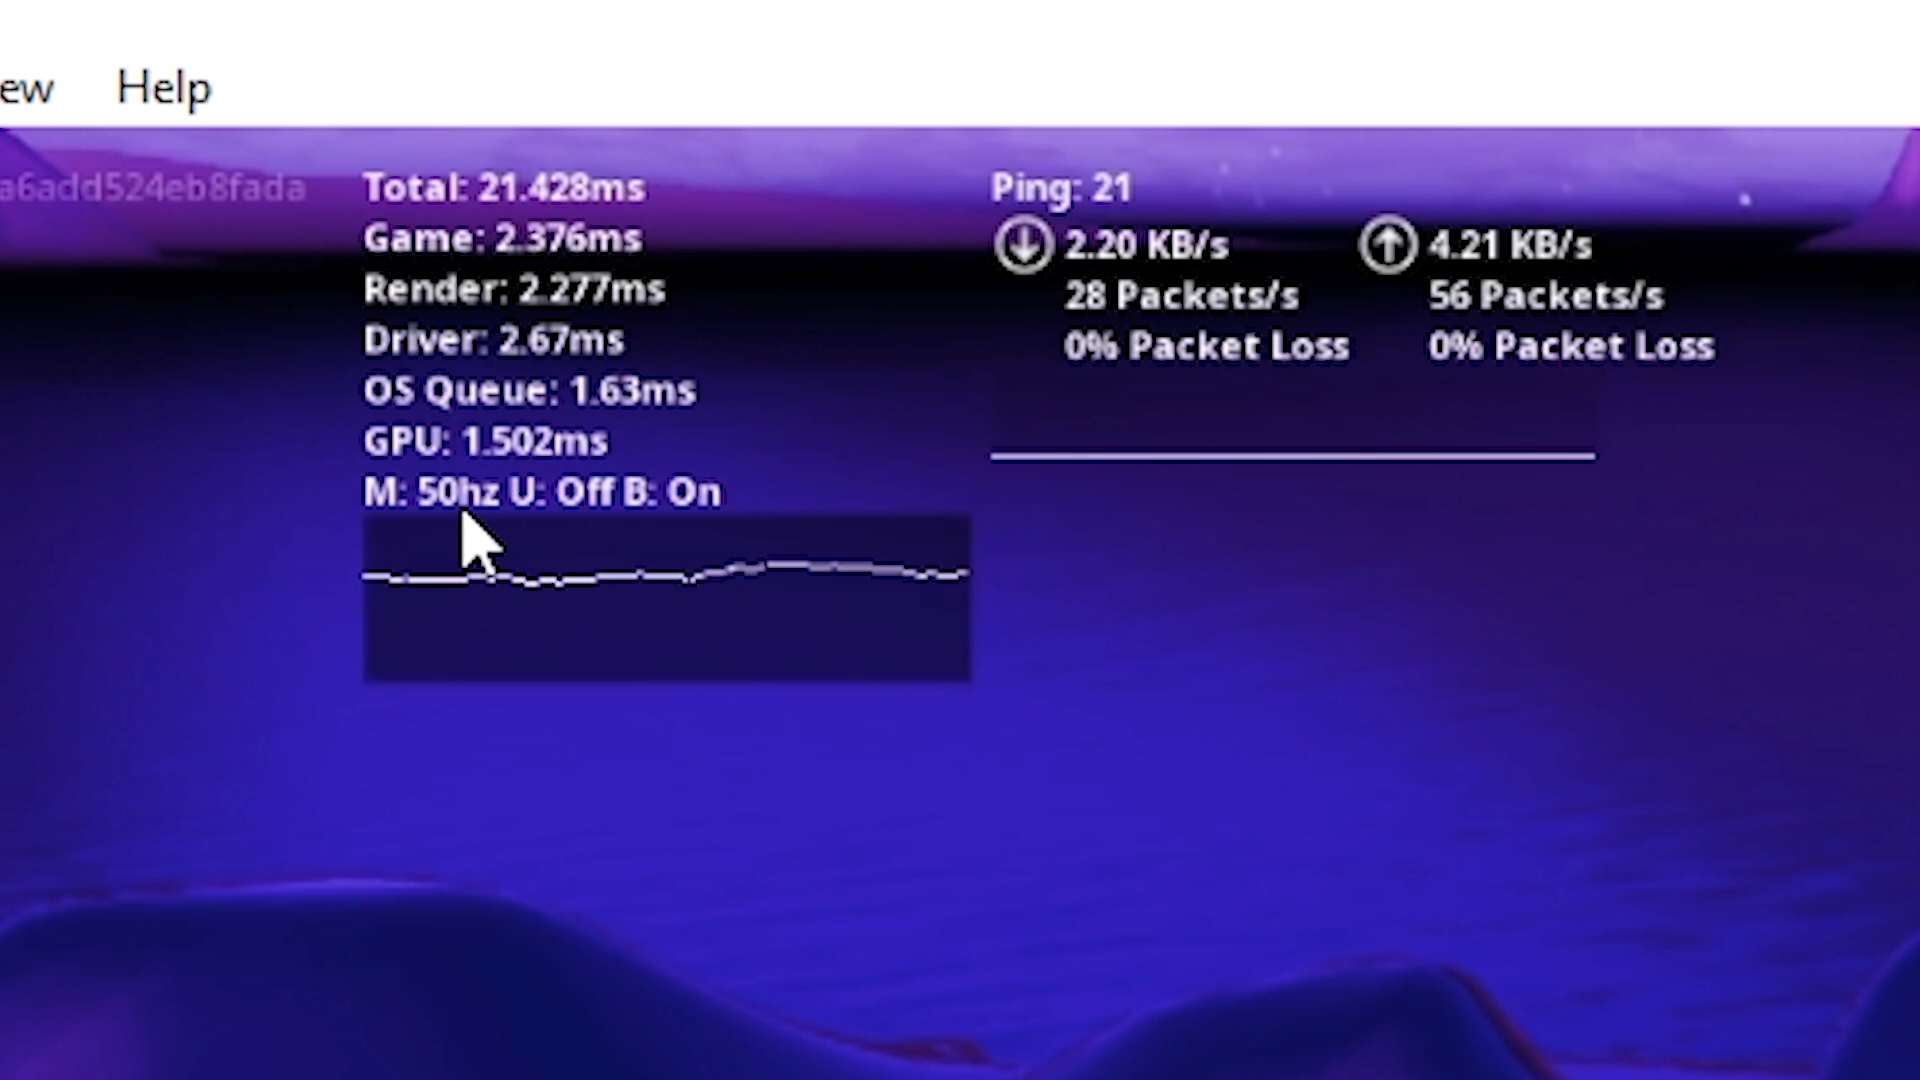 ew Help
a6add524eb8fada
Total: 21.428ms
Game: 2.376ms
Render: 2.277ms
Driver: 2.67ms
OS Queue: 1.63ms
GPU: 1.502ms
M: 50hz U: Off B: On
Ping: 21
2.20 KB/s
28 Packets/s
0% Packet Loss
4.21 KB/s
56 Packets/s
0% Packet Loss